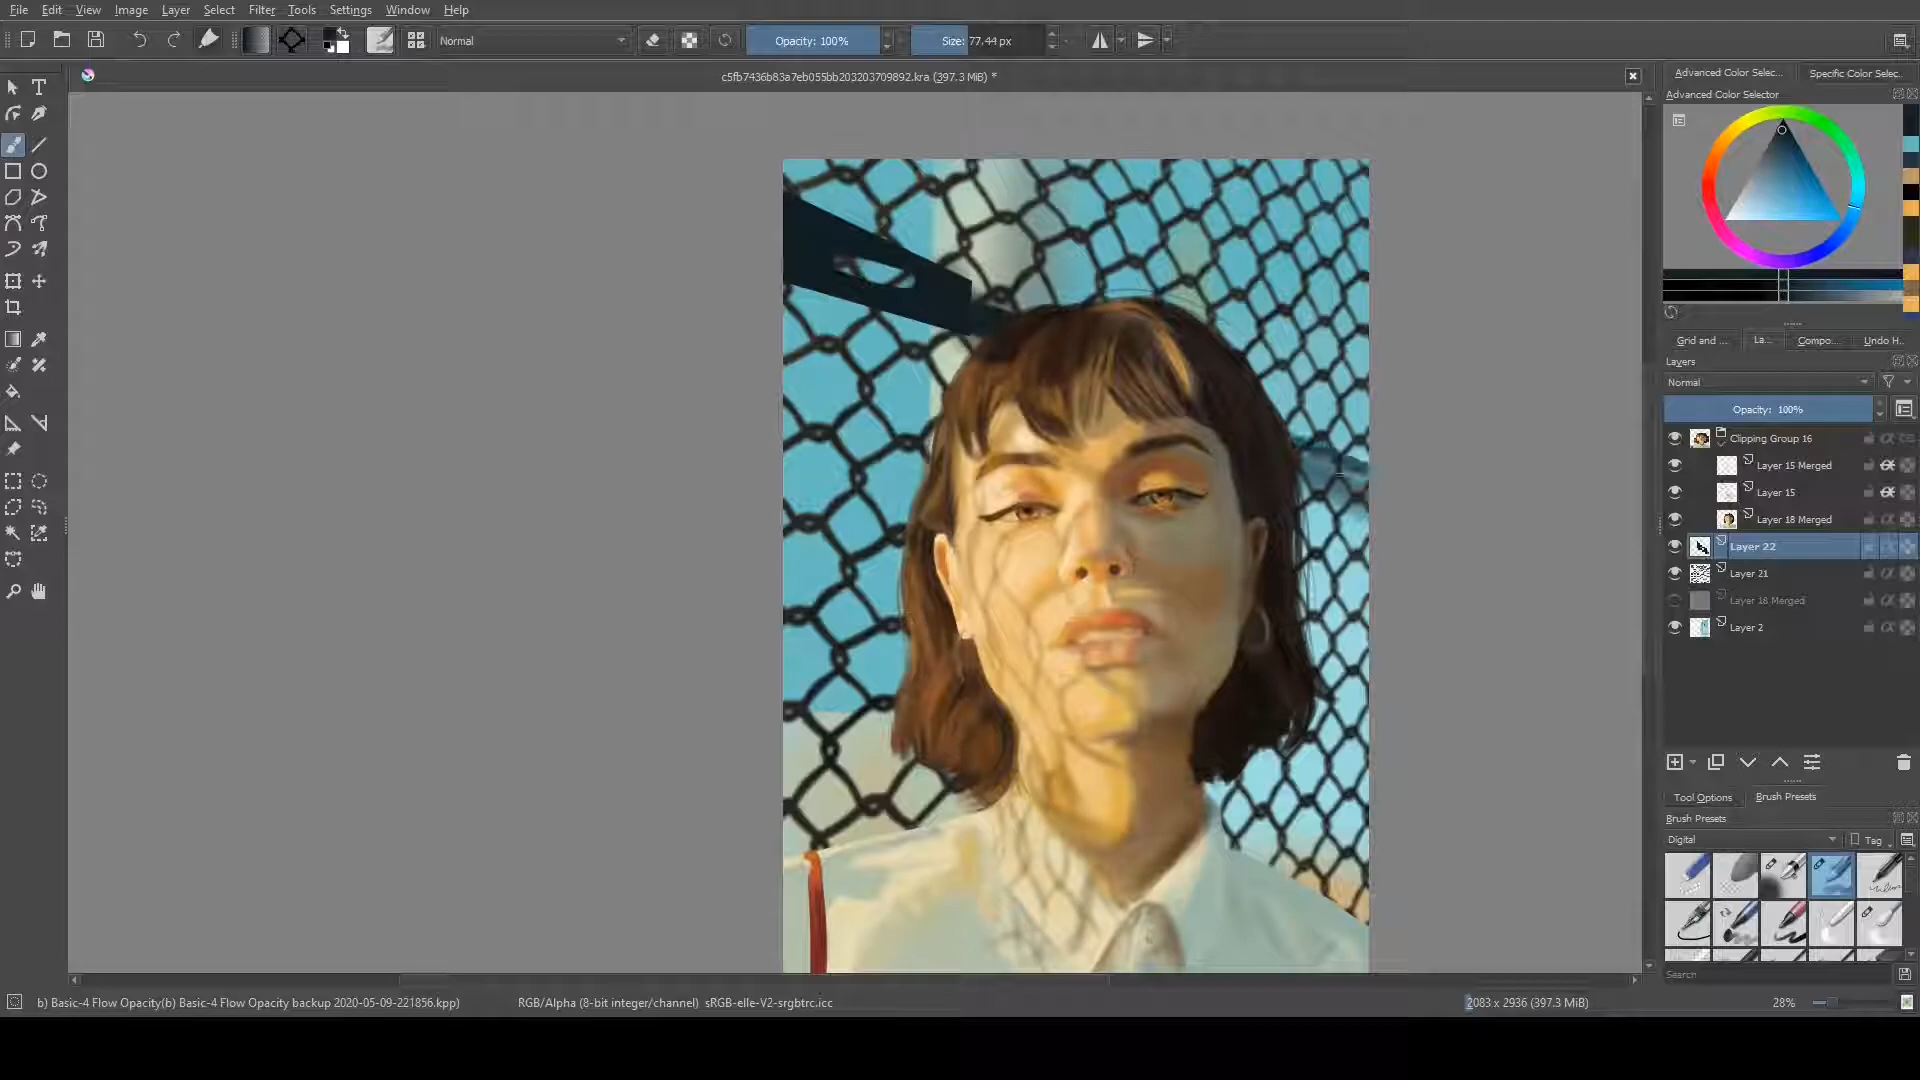 File Edit View Image Layer Select Filter Tools Settings Window Help
Normal Opacity: 100% Size: 77,44 px
c5fb7436b83a7eb055bb203203709892.kra (397.3 MiB) *
Advanced Color Selec... Specific Color Selec...
Advanced Color Selector
Grid and ... La... Compo... Undo H...
Layers
Normal
Opacity: 100%
Clipping Group 16
Layer 15 Merged
Layer 15
Layer 18 Merged
Layer 22
Layer 21
Layer 18 Merged
Layer 2
Tool Options Brush Presets
Brush Presets
Digital Tag
Search
b) Basic-4 Flow Opacity(b) Basic-4 Flow Opacity backup 2020-05-09-221856.kpp) RGB/Alpha (8-bit integer/channel) sRGB-elle-V2-srgbtrc.icc 2083 x 2936 (397.3 MiB) 28%